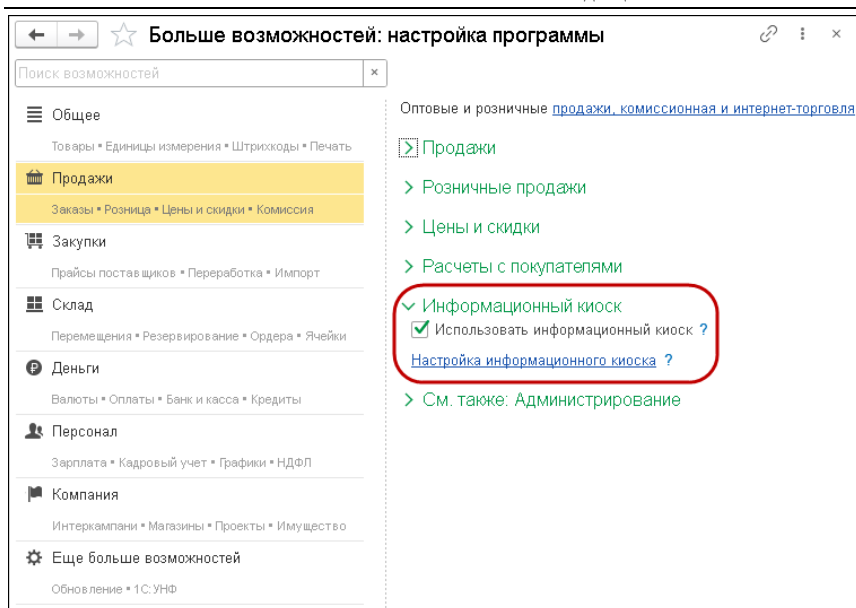 Больше возможностей: настройка программы
Поиск возможностей
Общее
Товары • Единицы измерения • Штрихкоды • Печать
Продажи
Заказы • Розница • Цены и скидки • Комиссия
Закупки
Прайсы поставщиков • Переработка • Импорт
Склад
Перемещения • Резервирование • Ордера • Ячейки
Деньги
Валюты • Оплаты • Банк и касса • Кредиты
Персонал
Зарплата • Кадровый учет • Графики • НДФЛ
Компания
Интеркампани • Магазины • Проекты • Имущество
Еще больше возможностей
Обновление • 1С:УНФ
Оптовые и розничные продажи, комиссионная и интернет-торговля
Продажи
Розничные продажи
Цены и скидки
Расчеты с покупателями
Информационный киоск
Использовать информационный киоск ?
Настройка информационного киоска ?
См. также: Администрирование